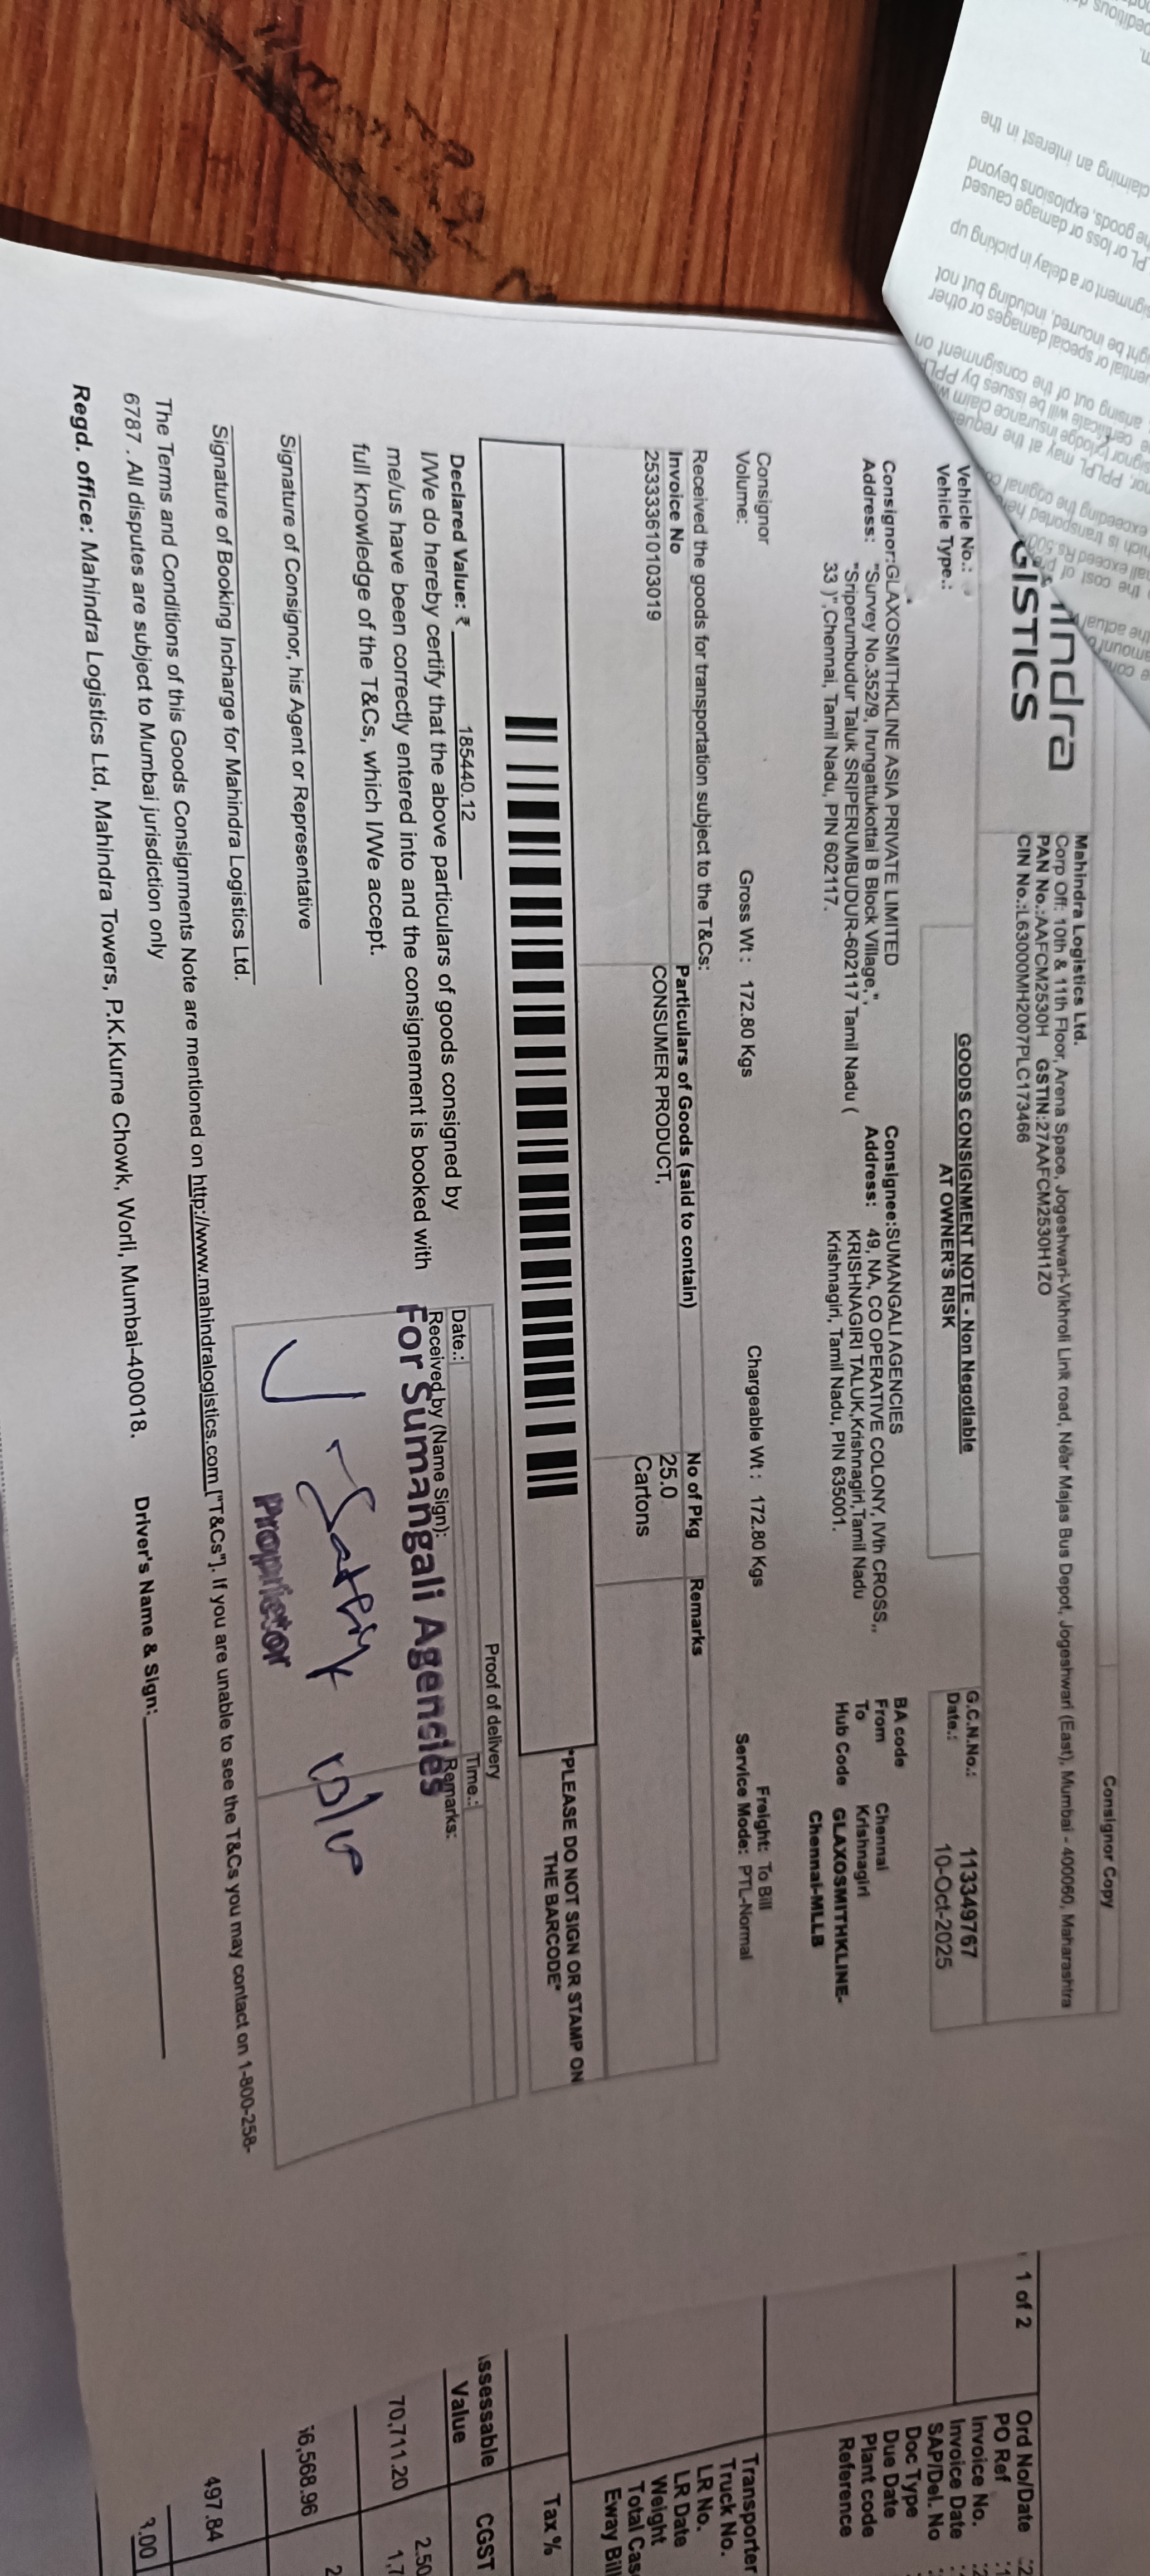 Consignor Copy
Mahindra Logistics Ltd.
Corp Off: 10th & 11th Floor, Arena Space, Jogeshwari-Vikhroli Link road, Near Majas Bus Depot, Jogeshwari (East), Mumbai - 400060, Maharashtra
PAN No.:AAFCM2530H GSTIN:27AAFCM2530H1ZO
CIN No.:L63000MH2007PLC173466
GOODS CONSIGNMENT NOTE - Non Negotiable
AT OWNER'S RISK
G.C.N.No.: 113349767
Date.: 10-Oct-2025
Vehicle No.:
Vehicle Type.:
Consignor:GLAXOSMITHKLINE ASIA PRIVATE LIMITED
Address: "Survey No.352/9, Irungattukottai B Block Village,",
"Sriperumbudur Taluk SRIPERUMBUDUR-602117 Tamil Nadu (
33 )",Chennai, Tamil Nadu, PIN 602117.
Consignee:SUMANGALI AGENCIES
Address: 49, NA, CO OPERATIVE COLONY, IVth CROSS,,
KRISHNAGIRI TALUK,Krishnagiri,Tamil Nadu
Krishnagiri, Tamil Nadu, PIN 635001.
BA code
From Chennai
To Krishnagiri
Hub Code GLAXOSMITHKLINE-
Chennai-MLLB
Consignor
Volume:
Gross Wt : 172.80 Kgs
Chargeable Wt : 172.80 Kgs
Freight: To Bill
Service Mode: PTL-Normal
Received the goods for transportation subject to the T&Cs:
Invoice No Particulars of Goods (said to contain) No of Pkg Remarks
253333610103019 CONSUMER PRODUCT, 25.0
Cartons
*PLEASE DO NOT SIGN OR STAMP ON
THE BARCODE*
Declared Value: ₹ 185440.12
I/We do hereby certify that the above particulars of goods consigned by
me/us have been correctly entered into and the consignement is booked with
full knowledge of the T&Cs, which I/We accept.
Proof of delivery
Date.: Time.:
Received by (Name Sign): Remarks:
For Sumangali Agencies
Proprietor
Signature of Consignor, his Agent or Representative
Signature of Booking Incharge for Mahindra Logistics Ltd.
The Terms and Conditions of this Goods Consignments Note are mentioned on http://www.mahindralogistics.com ["T&Cs"]. If you are unable to see the T&Cs you may contact on 1-800-258-
6787 . All disputes are subject to Mumbai jurisdiction only
Regd. office: Mahindra Logistics Ltd, Mahindra Towers, P.K.Kurne Chowk, Worli, Mumbai-400018.
Driver's Name & Sign:
1 of 2
Ord No/Date
PO Ref
Invoice No.
Invoice Date
SAP/Del. No
Doc Type
Due Date
Plant code
Reference
Transporter
Truck No.
LR No.
LR Date
Weight
Total Cas
Eway Bill
Tax %
Value CGST
70,711.20 2.50
497.84